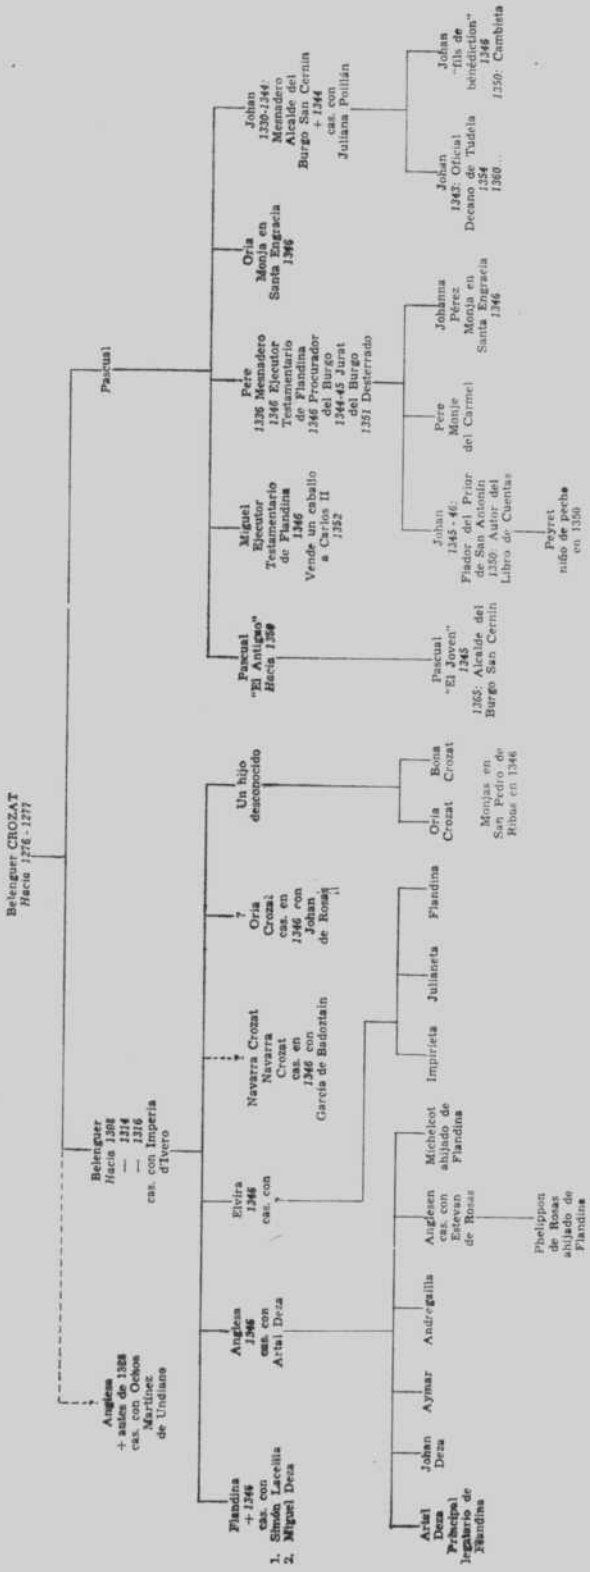 Belenguer CROZAT
Hacia 1276 - 1277
Anglesa
+ antes de 1328
cas. con Ochoa
Martínez
de Undiano
Belenguer
Hacia 1308
— 1314
— 1316
cas. con Imperia
d'Ivero
Pascual
Flandina
+ 1346
cas. con
1. Simón Lacellia
2. Miguel Deza
Anglesa
1346
cas. con
Artal Deza
Elvira
1346
cas. con
?
Navarra Crozat
Navarra
Crozat
cas. en
1346 con
García de Badoztain
?
Oria
Crozat
cas. en
1346 con
Johan
de Rosas
Un hijo
desconocido
Pascual
"El Antiguo"
Hacia 1350
Miguel
Ejecutor
Testamentario
de Flandina
1346
Vende un caballo
a Carlos II
1352
Pere
1336 Mesnadero
1346 Ejecutor
Testamentario
de Flandina
1346 Procurador
del Burgo
1344-45 Jurat
del Burgo
1351 Desterrado
Oria
Monja en
Santa Engracia
1346
Johan
1330-1344:
Mesnadero
Alcalde del
Burgo San Cernin
+ 1344
cas. con
Juliana Poillán
Artal
Deza
Principal
legatario de
Flandina
Johan
Deza
Aymar
Andregailla
Anglesen
cas. con
Estevan
de Rosas
Michelcot
ahijado de
Flandina
Impirieta
Julianeta
Flandina
Oria
Crozat
Bona
Crozat
Monjas en
San Pedro de
Ribas en 1346
Pascual
"El Joven"
1345
1365: Alcalde del
Burgo San Cernin
Johan
1345 - 46:
Fiador del Prior
de San Antonín
1350: Autor del
Libro de Cuentas
Pere
Monje
del Carmel
Johanna
Pérez
Monja en
Santa Engracia
1346
Johan
1343: Oficial
Decano de Tudela
1354
1360...
Johan
"fils de
bénédiction"
1346
1350: Cambista
Phelippon
de Rosas
ahijado de
Flandina
Peyret
niño de pecho
en 1350